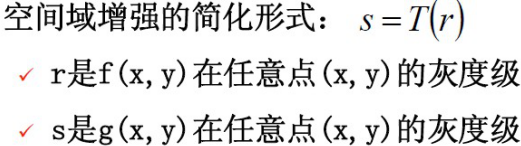 空间域增强的简化形式： s = T(r)
✓ r是f(x,y)在任意点(x,y)的灰度级
✓ s是g(x,y)在任意点(x,y)的灰度级